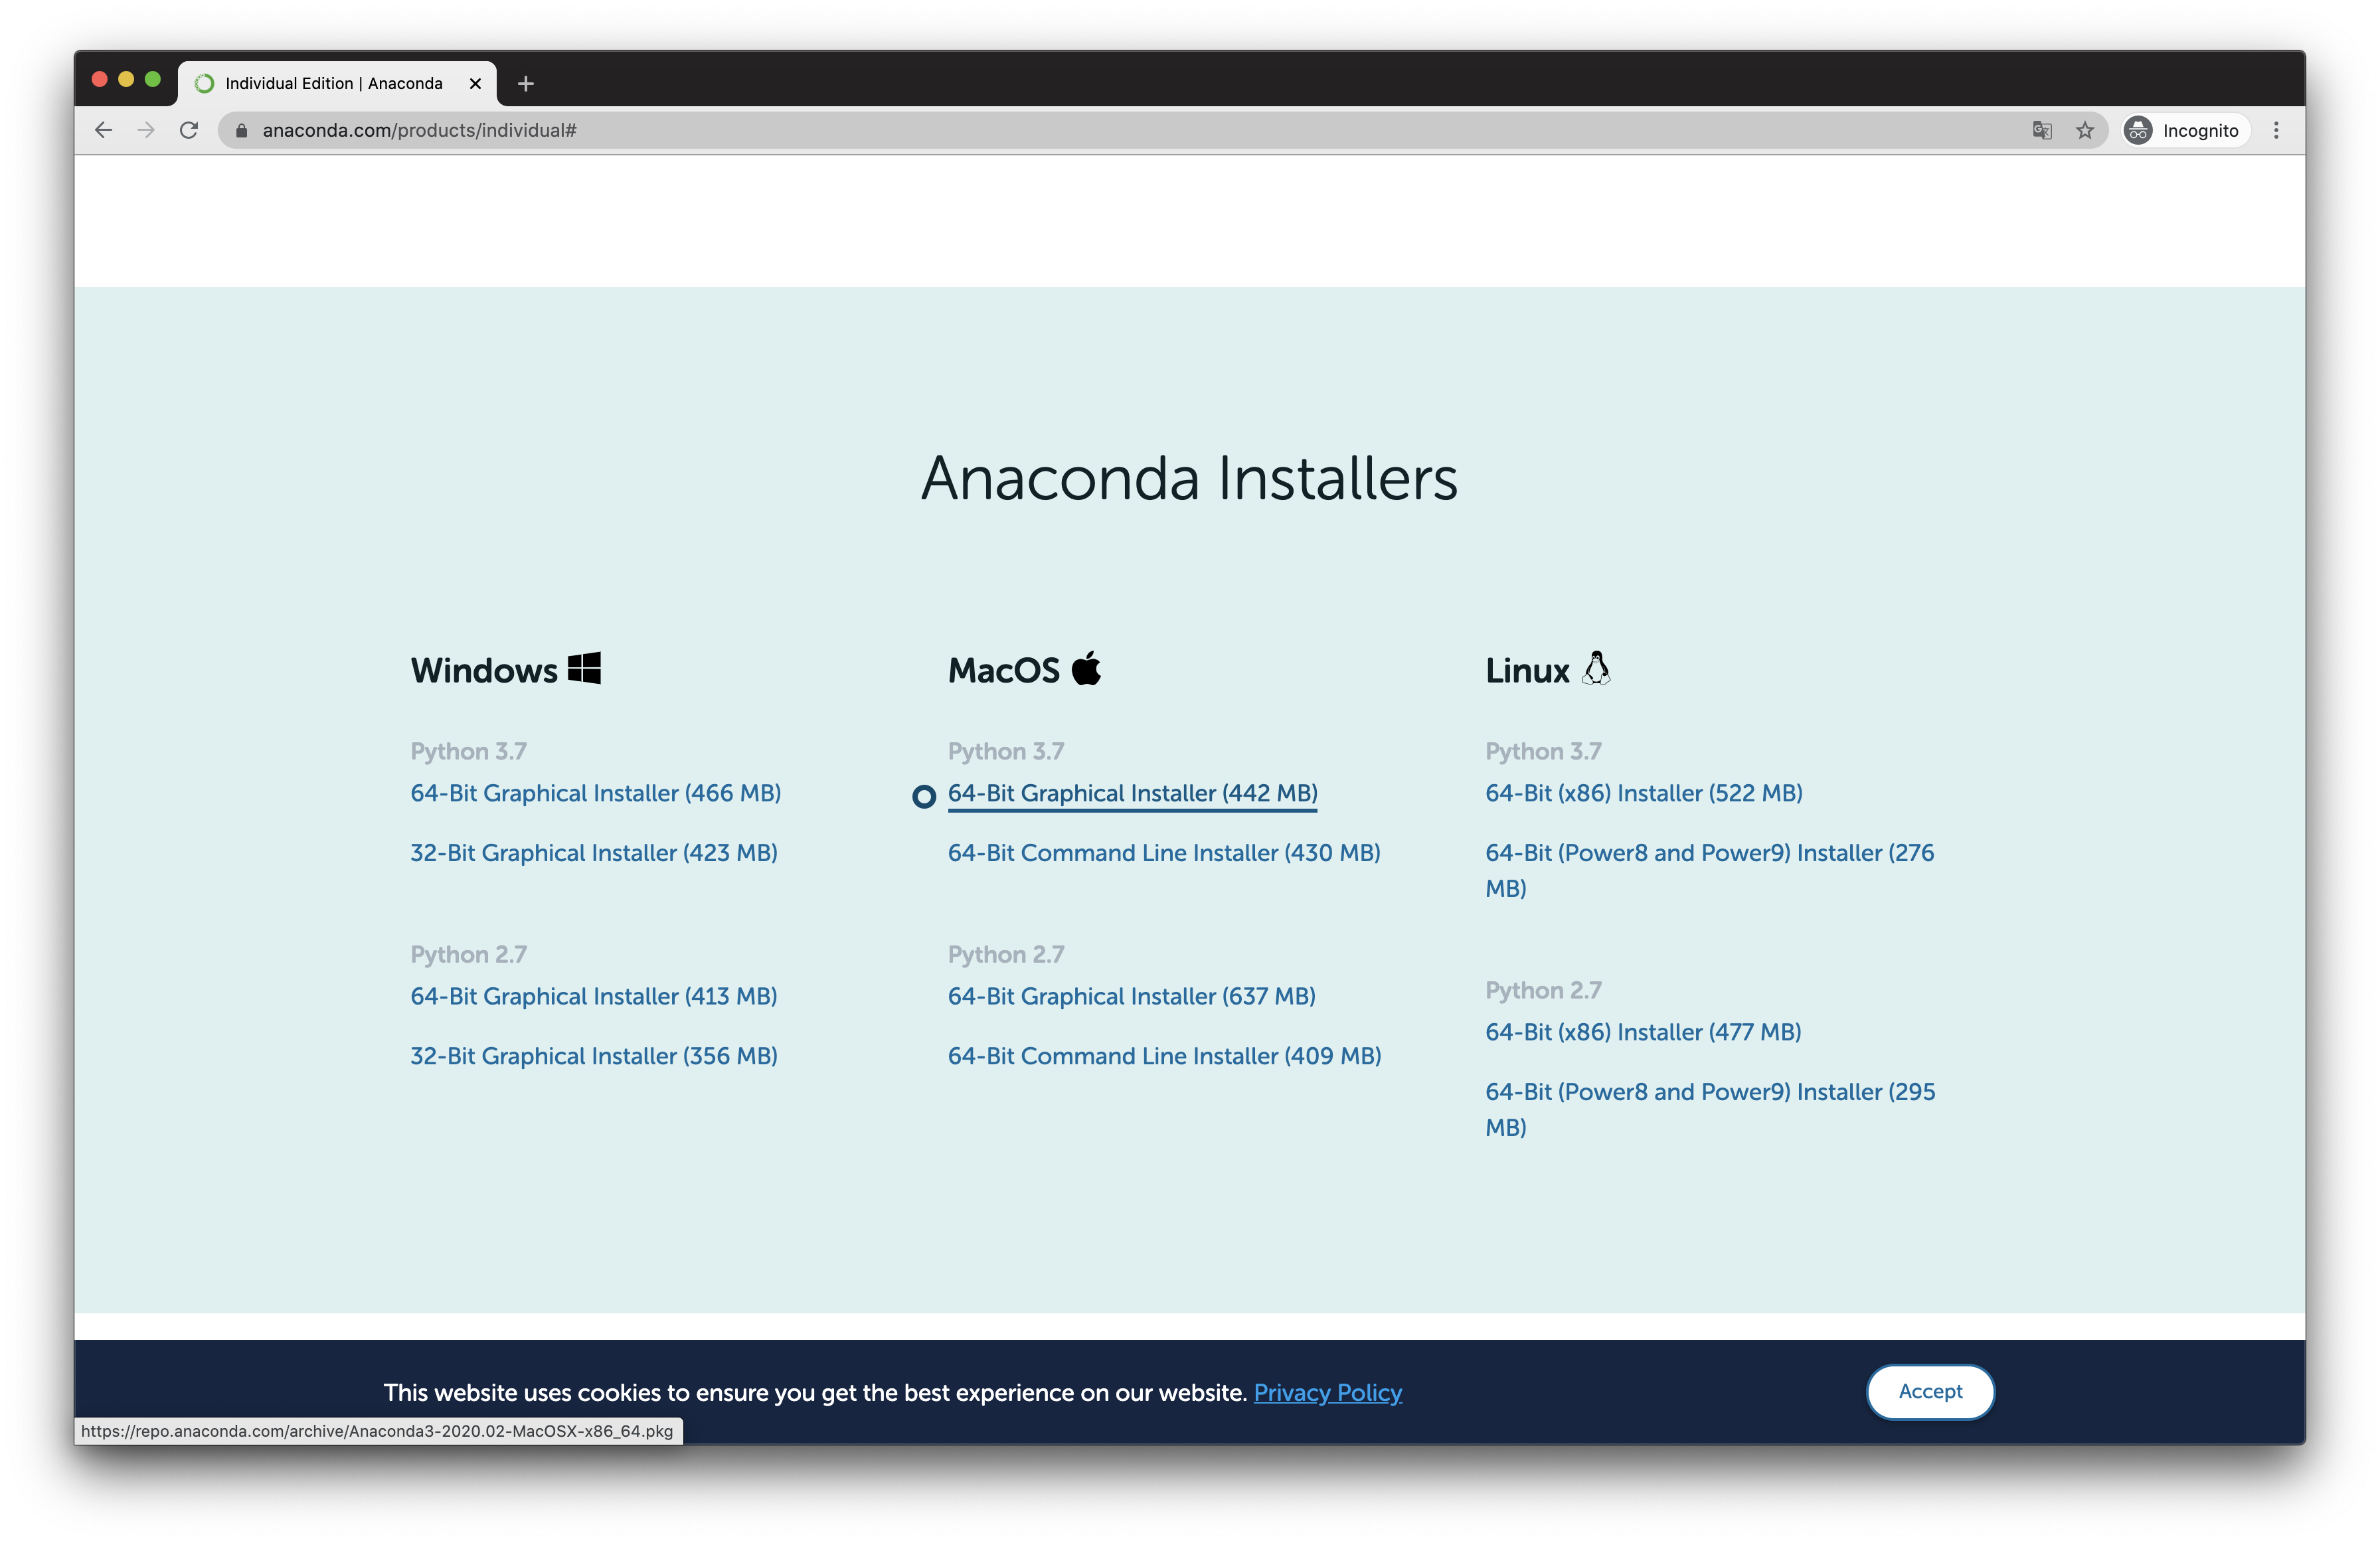 Individual Edition | Anaconda
anaconda.com/products/individual#
Incognito
Anaconda Installers
Windows
Python 3.7
64-Bit Graphical Installer (466 MB)
32-Bit Graphical Installer (423 MB)
Python 2.7
64-Bit Graphical Installer (413 MB)
32-Bit Graphical Installer (356 MB)
MacOS
Python 3.7
64-Bit Graphical Installer (442 MB)
64-Bit Command Line Installer (430 MB)
Python 2.7
64-Bit Graphical Installer (637 MB)
64-Bit Command Line Installer (409 MB)
Linux
Python 3.7
64-Bit (x86) Installer (522 MB)
64-Bit (Power8 and Power9) Installer (276
MB)
Python 2.7
64-Bit (x86) Installer (477 MB)
64-Bit (Power8 and Power9) Installer (295
MB)
This website uses cookies to ensure you get the best experience on our website. Privacy Policy
Accept
https://repo.anaconda.com/archive/Anaconda3-2020.02-MacOSX-x86_64.pkg